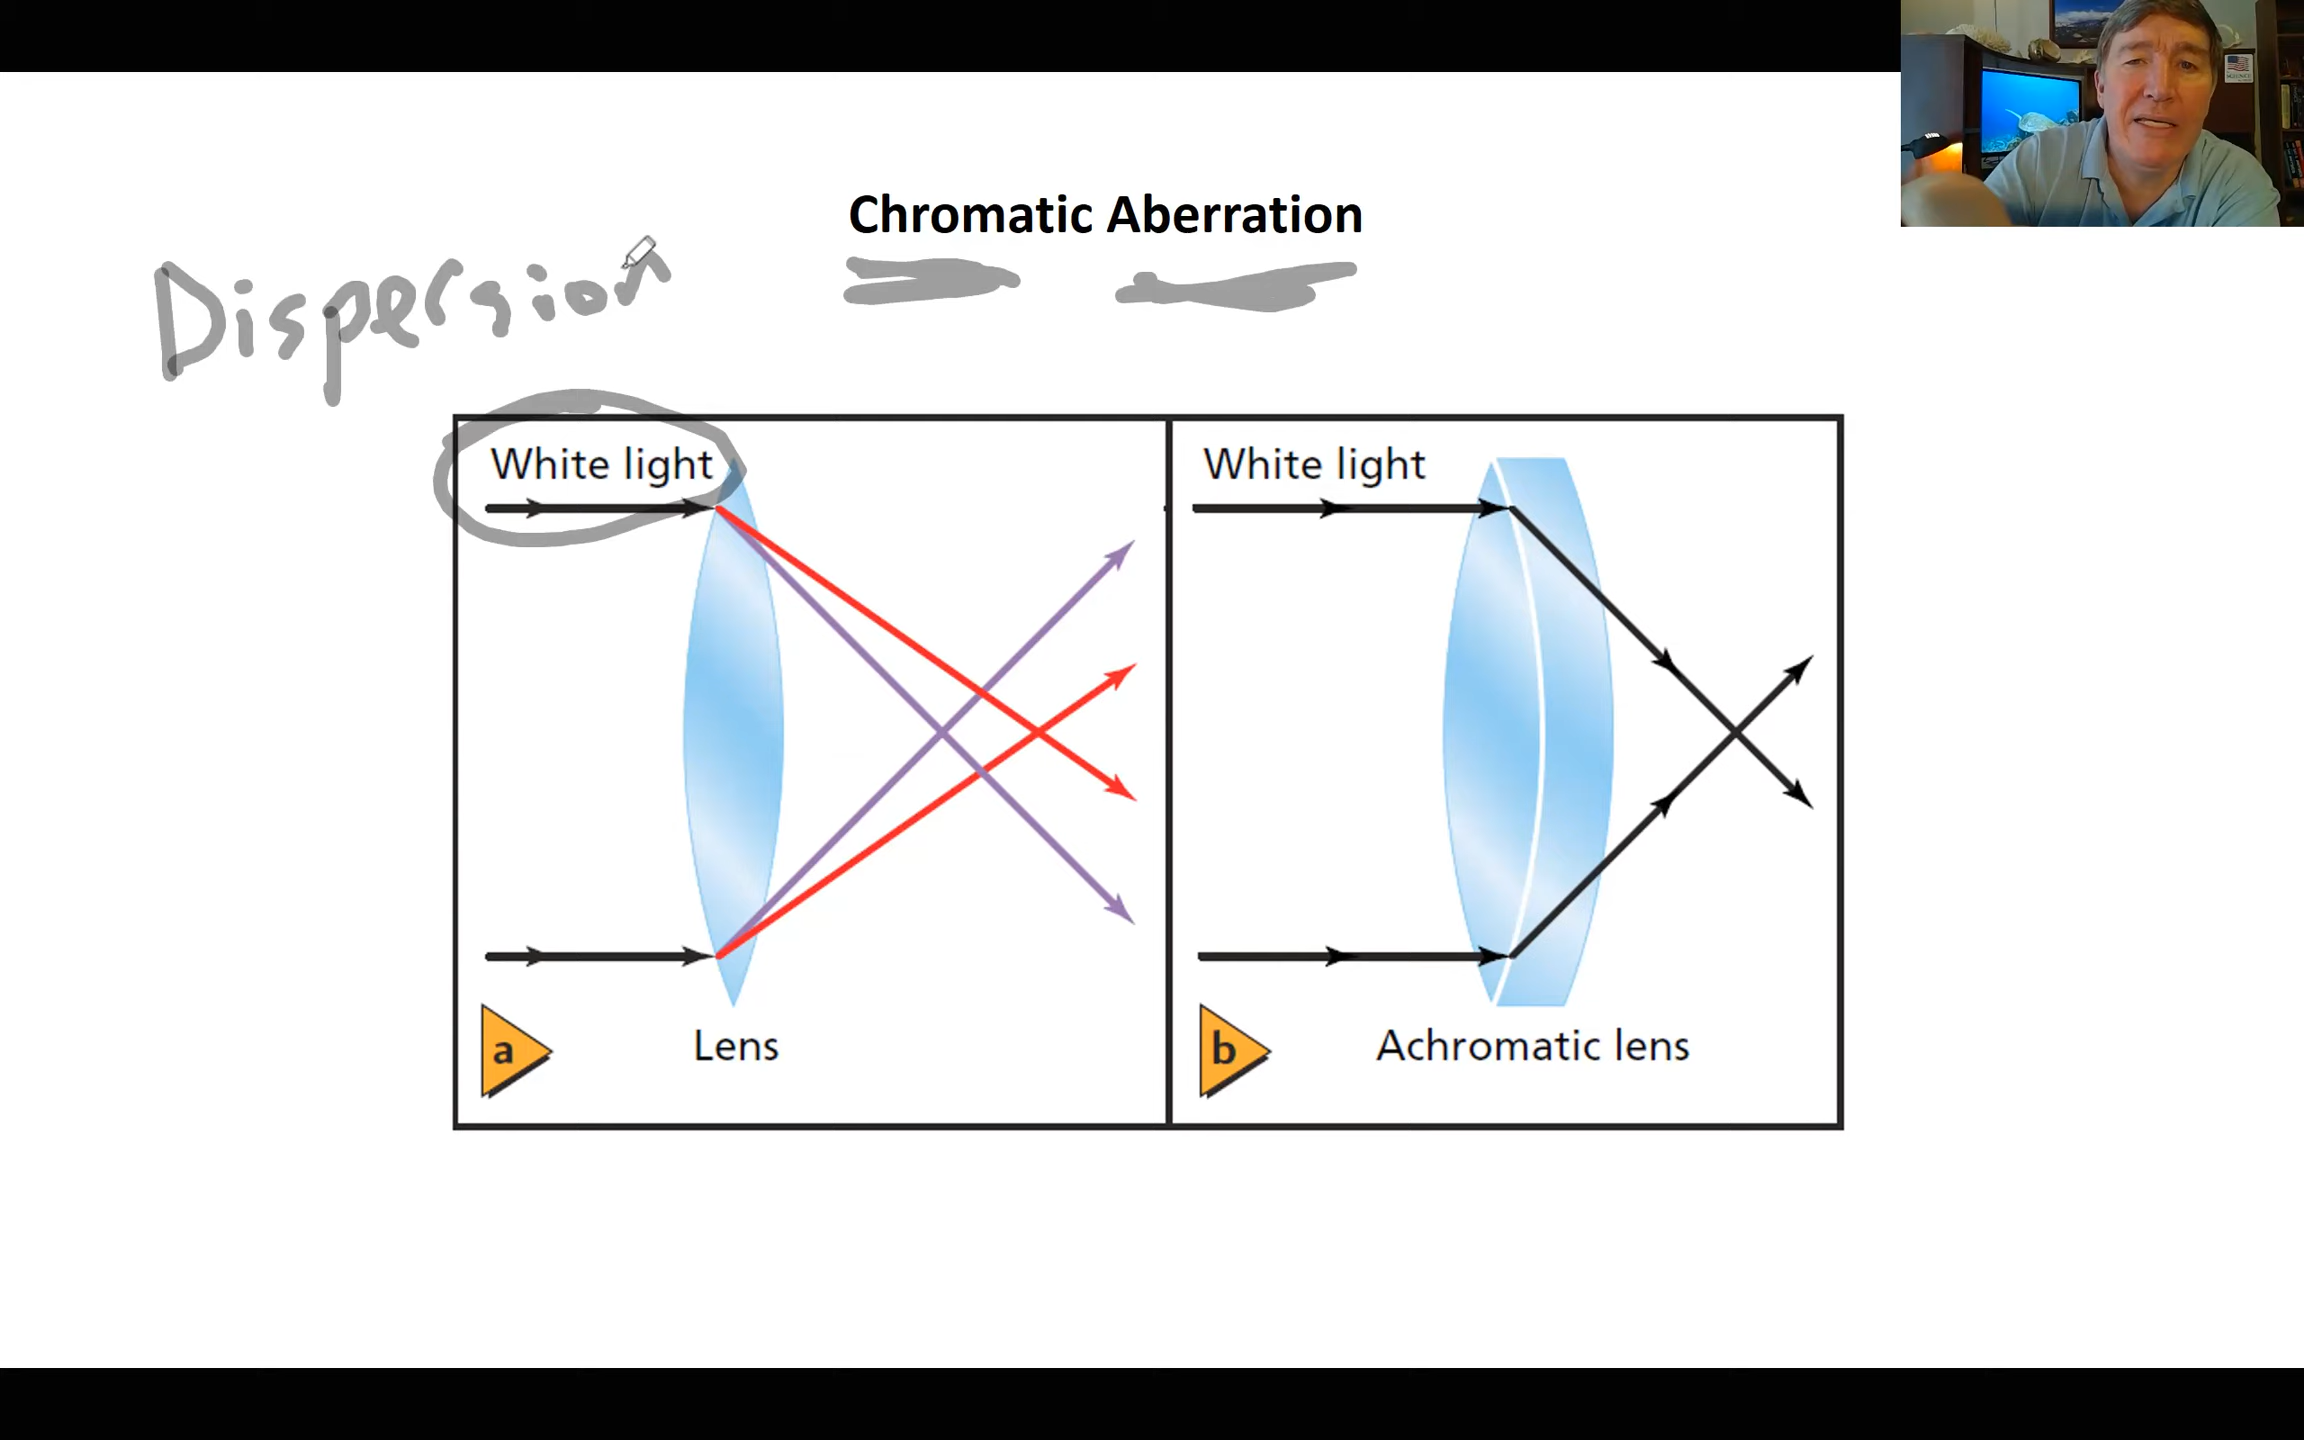 Chromatic Aberration
Dispersion
White light
White light
a
Lens
b
Achromatic lens